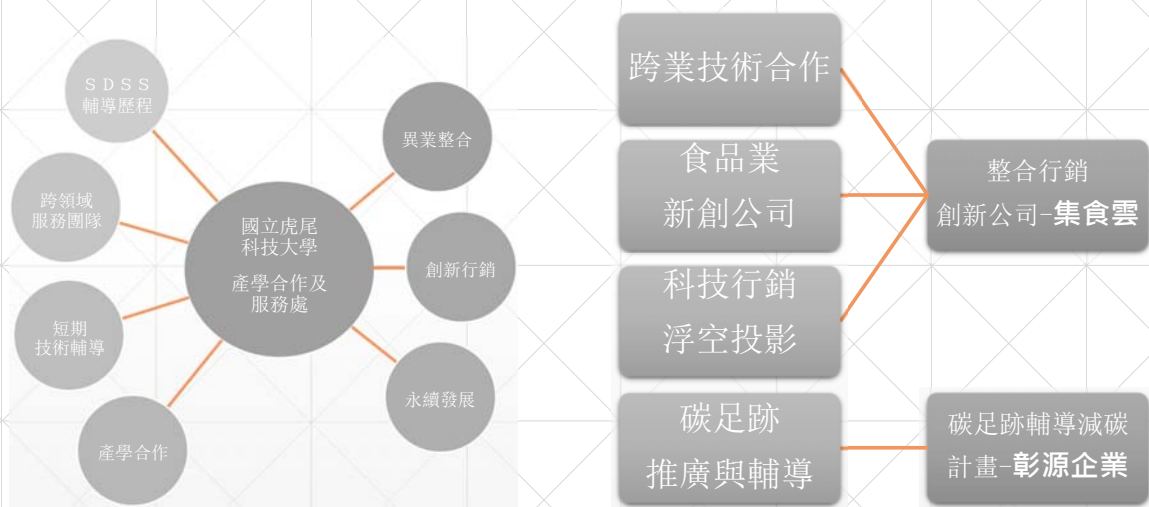 ＳＤＳＳ
輔導歷程
跨領域
服務團隊
短期
技術輔導
產學合作
國立虎尾
科技大學
產學合作及
服務處
異業整合
創新行銷
永續發展
跨業技術合作
食品業
新創公司
科技行銷
浮空投影
碳足跡
推廣與輔導
整合行銷
創新公司-集食雲
碳足跡輔導減碳
計畫-彰源企業